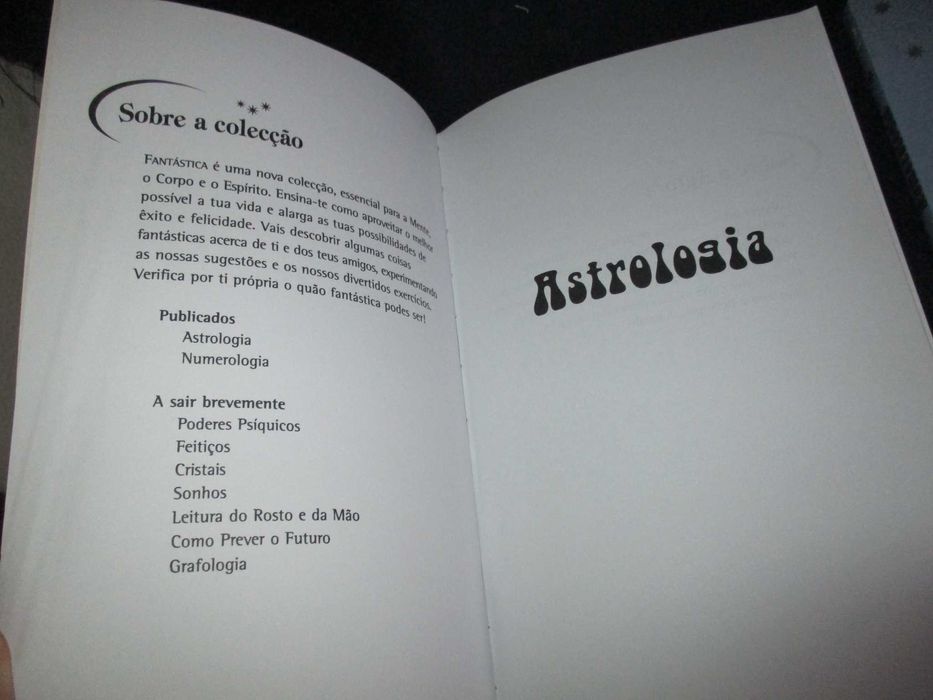 Sobre a colecção
FANTÁSTICA é uma nova colecção, essencial para a Mente,
o Corpo e o Espírito. Ensina-te como aproveitar o melhor
possível a tua vida e alarga as tuas possibilidades de
êxito e felicidade. Vais descobrir algumas coisas
fantásticas acerca de ti e dos teus amigos, experimentando
as nossas sugestões e os nossos divertidos exercícios.
Verifica por ti própria o quão fantástica podes ser!
Publicados
Astrologia
Numerologia
A sair brevemente
Poderes Psíquicos
Feitiços
Cristais
Sonhos
Leitura do Rosto e da Mão
Como Prever o Futuro
Grafologia
Astrologia